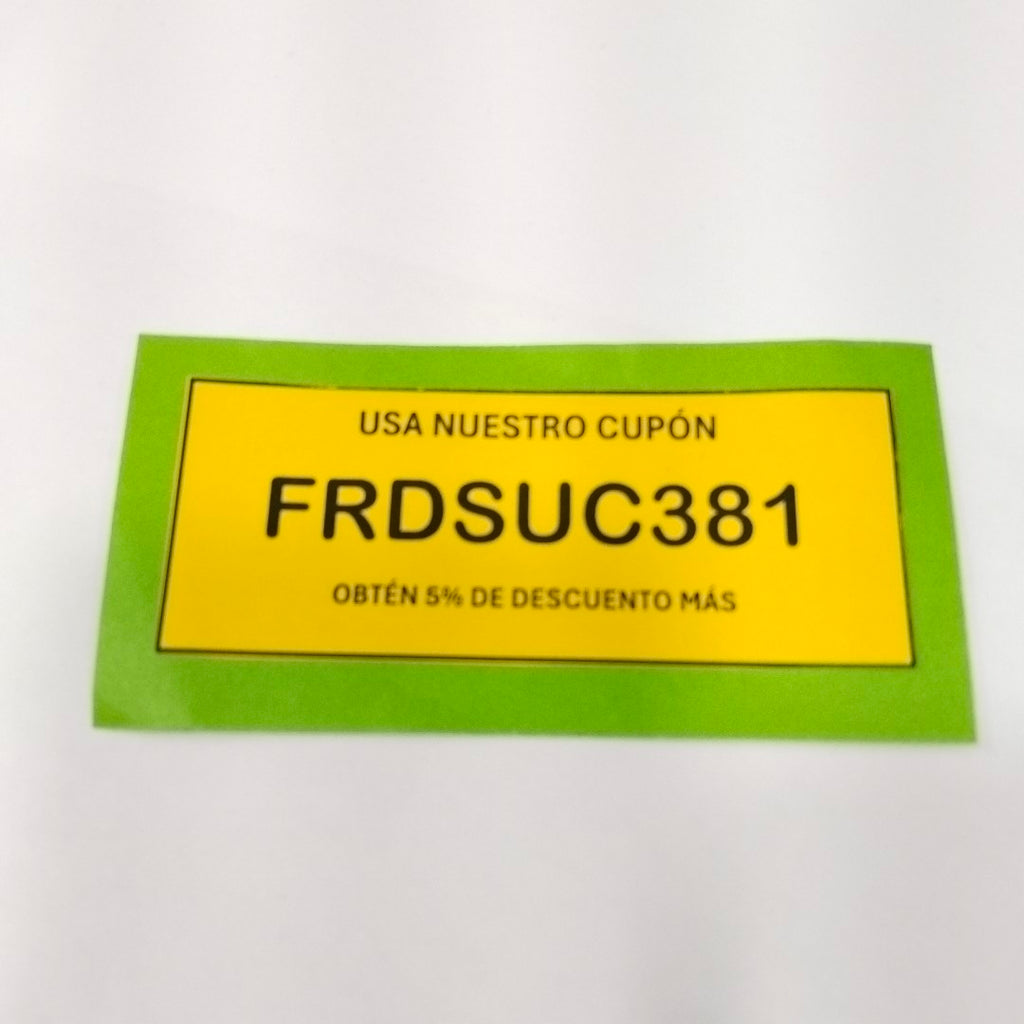 USA NUESTRO CUPÓN
FRDSUC381
OBTÉN 5% DE DESCUENTO MÁS